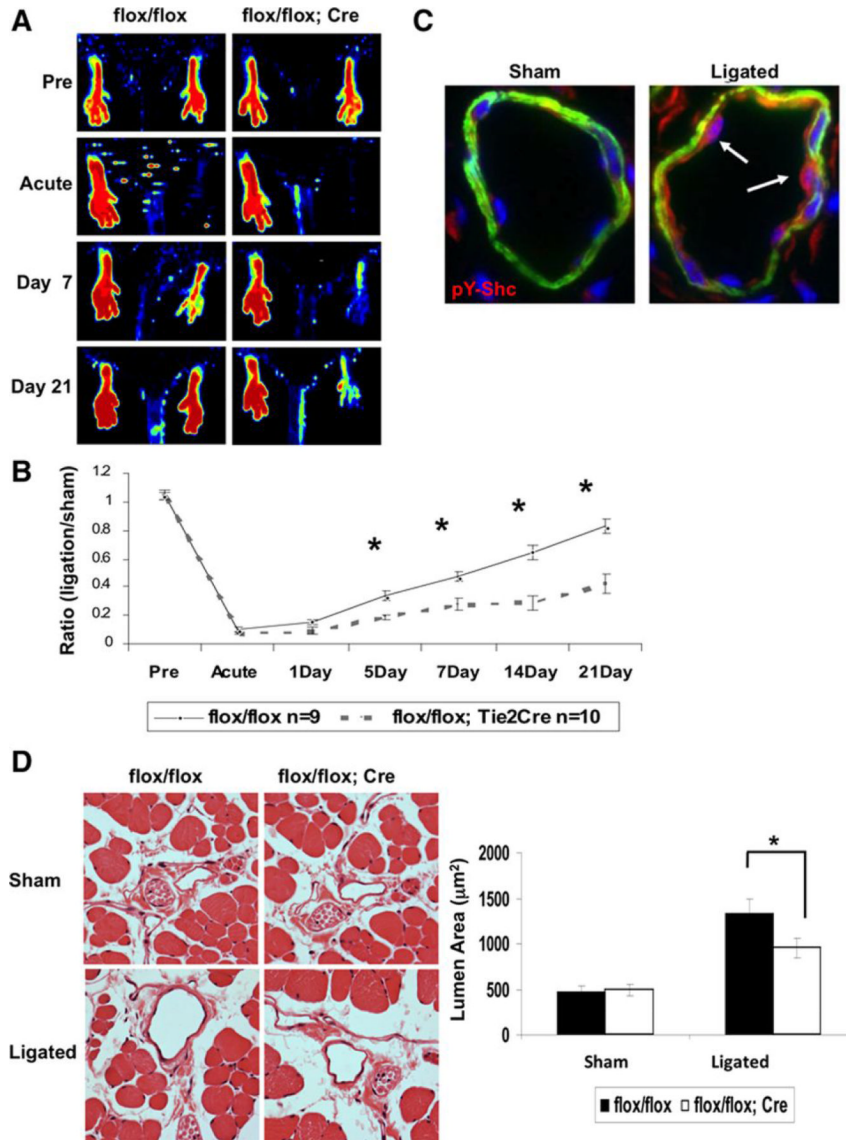 A
flox/flox flox/flox; Cre
Pre
Acute
Day 7
Day 21
C
Sham Ligated
pY-Shc
B
Ratio (ligation/sham)
12
1
0.8
0.6
0.4
0.2
0
* * * *
Pre Acute 1Day 5Day 7Day 14Day 21Day
flox/flox n=9 flox/flox; Tie2Cre n=10
D
flox/flox flox/flox; Cre
Sham
Ligated
Lumen Area (µm²)
2000
1500
1000
500
0
*
Sham Ligated
flox/flox flox/flox; Cre